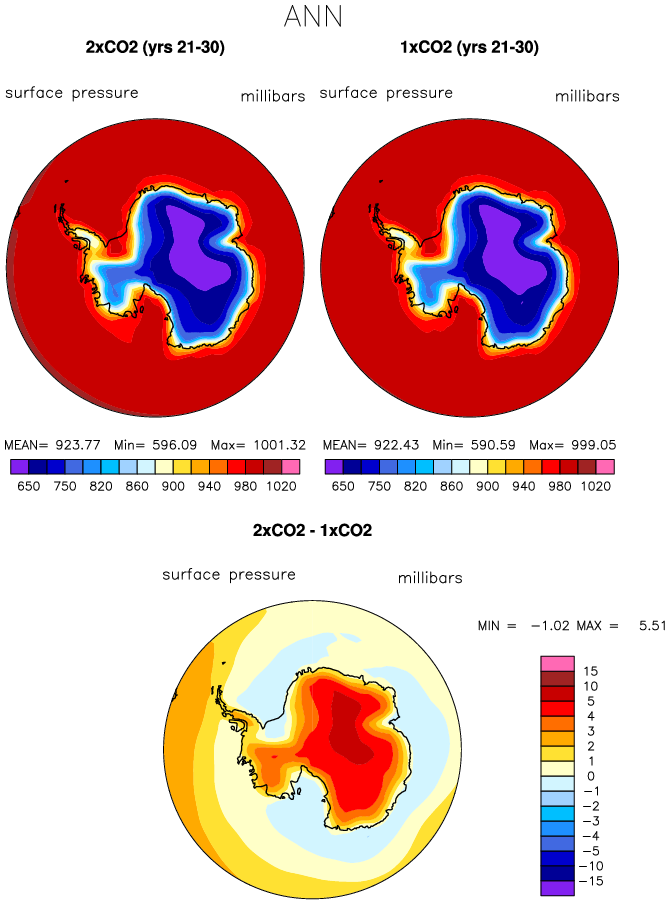 ANN
2xCO2 (yrs 21-30)
1xCO2 (yrs 21-30)
surface pressure
millibars
surface pressure
millibars
MEAN= 923.77 Min= 596.09 Max= 1001.32
MEAN= 922.43 Min= 590.59 Max= 999.05
650 750 820 860 900 940 980 1020
650 750 820 860 900 940 980 1020
2xCO2 - 1xCO2
surface pressure
millibars
MIN = -1.02 MAX = 5.51
15
10
5
4
3
2
1
0
-1
-2
-3
-4
-5
-10
-15